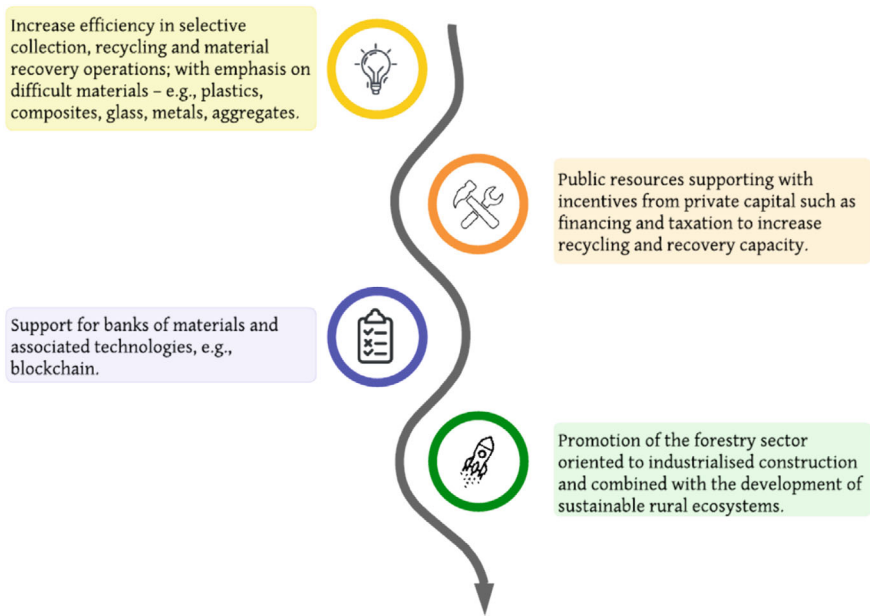 Increase efficiency in selective
collection, recycling and material
recovery operations; with emphasis on
difficult materials – e.g., plastics,
composites, glass, metals, aggregates.
Public resources supporting with
incentives from private capital such as
financing and taxation to increase
recycling and recovery capacity.
Support for banks of materials and
associated technologies, e.g.,
blockchain.
Promotion of the forestry sector
oriented to industrialised construction
and combined with the development of
sustainable rural ecosystems.